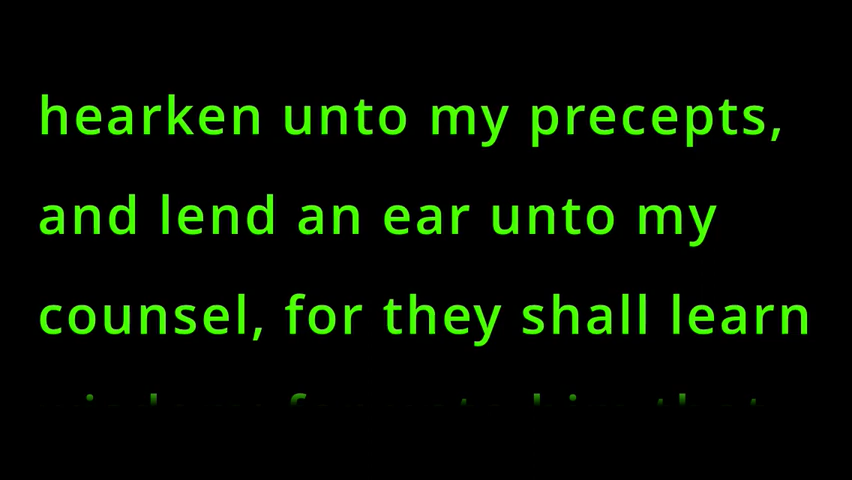 hearken unto my precepts,
and lend an ear unto my
counsel, for they shall learn